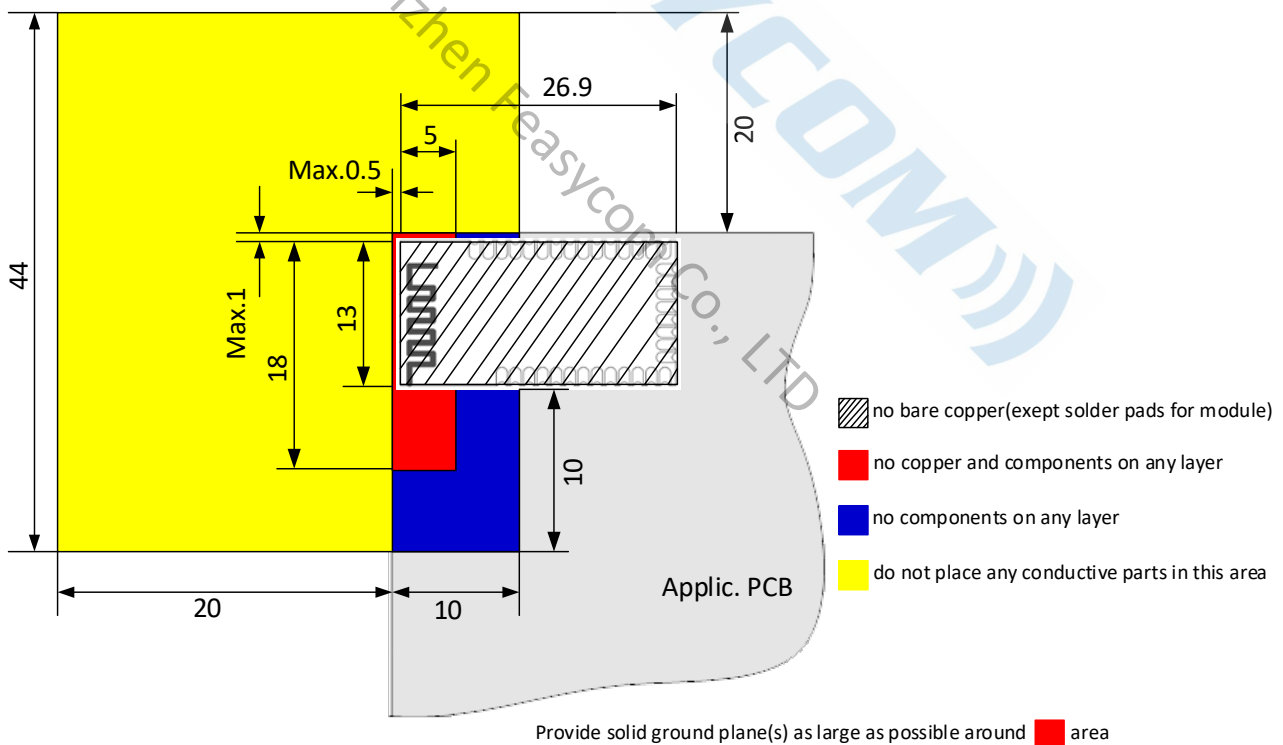 26.9
20
5
Max.0.5
44
Max.1
13
18
10
20
10
Applic. PCB
no bare copper(exept solder pads for module)
no copper and components on any layer
no components on any layer
do not place any conductive parts in this area
Provide solid ground plane(s) as large as possible around area
nzhen Feasycom Co., LTD
YCOM